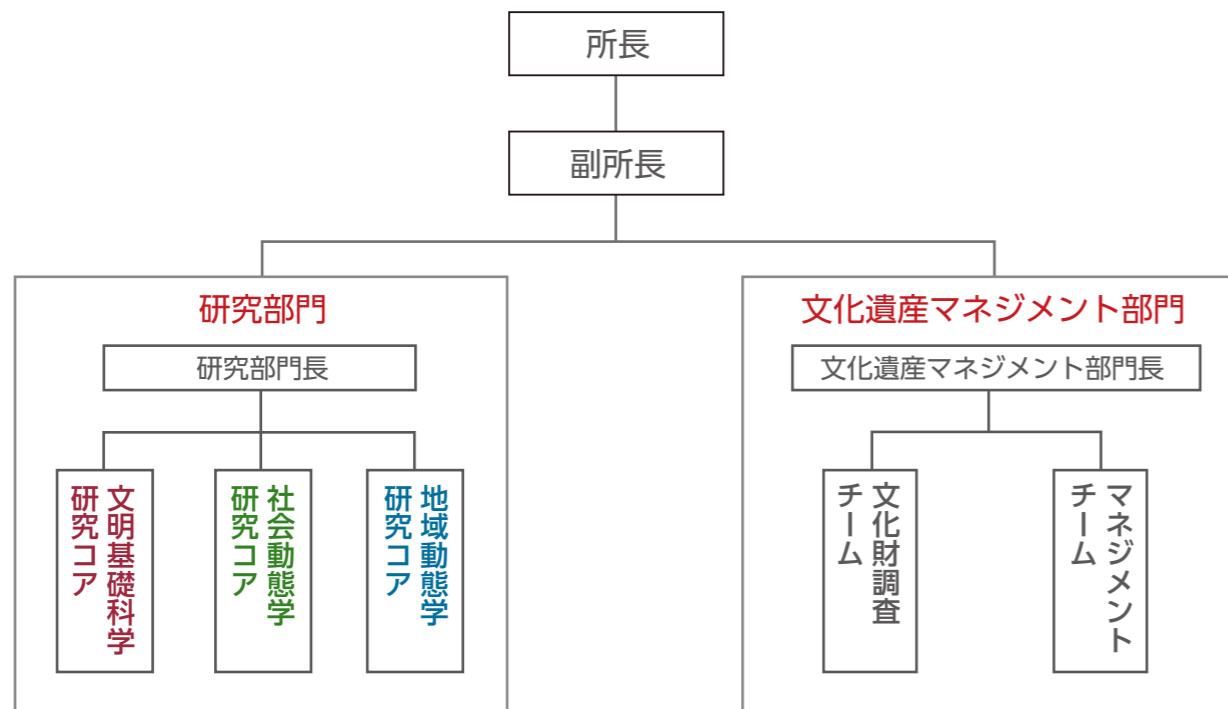 所長
副所長
研究部門
研究部門長
文明基礎科学
研究コア
社会動態学
研究コア
地域動態学
研究コア
文化遺産マネジメント部門
文化遺産マネジメント部門長
文化財調査
チーム
マネジメント
チーム